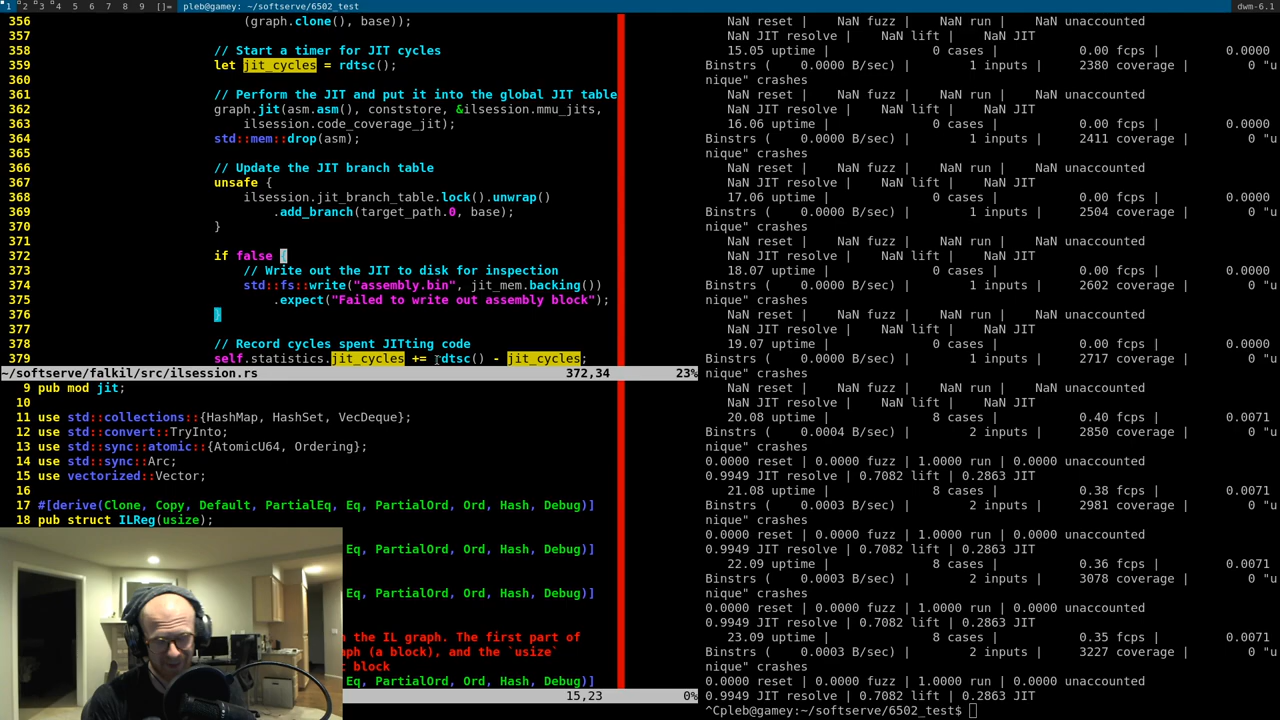 1 2 3 4 5 6 7 8 9 []= pleb@gamey: ~/softserve/6502_test dwm-6.1
356 (graph.clone(), base));
357
358 // Start a timer for JIT cycles
359 let jit_cycles = rdtsc();
360
361 // Perform the JIT and put it into the global JIT table
362 graph.jit(asm.asm(), conststore, &ilsession.mmu_jits,
363 ilsession.code_coverage_jit);
364 std::mem::drop(asm);
365
366 // Update the JIT branch table
367 unsafe {
368 ilsession.jit_branch_table.lock().unwrap()
369 .add_branch(target_path.0, base);
370 }
371
372 if false {
373 // Write out the JIT to disk for inspection
374 std::fs::write("assembly.bin", jit_mem.backing())
375 .expect("Failed to write out assembly block");
376 }
377
378 // Record cycles spent JITting code
379 self.statistics.jit_cycles += rdtsc() - jit_cycles;
~/softserve/falkil/src/ilsession.rs 372,34 23%
9 pub mod jit;
10
11 use std::collections::{HashMap, HashSet, VecDeque};
12 use std::convert::TryInto;
13 use std::sync::atomic::{AtomicU64, Ordering};
14 use std::sync::Arc;
15 use vectorized::Vector;
16
17 #[derive(Clone, Copy, Default, PartialEq, Eq, PartialOrd, Ord, Hash, Debug)]
18 pub struct ILReg(usize);
Eq, PartialOrd, Ord, Hash, Debug)]
Eq, PartialOrd, Ord, Hash, Debug)]
the IL graph. The first part of
ph (a block), and the `usize`
block
Eq, PartialOrd, Ord, Hash, Debug)]
15,23 0%
NaN reset | NaN fuzz | NaN run | NaN unaccounted
NaN JIT resolve | NaN lift | NaN JIT
15.05 uptime | 0 cases | 0.00 fcps | 0.0000
Binstrs ( 0.0000 B/sec) | 1 inputs | 2380 coverage | 0 "u
nique" crashes
NaN reset | NaN fuzz | NaN run | NaN unaccounted
NaN JIT resolve | NaN lift | NaN JIT
16.06 uptime | 0 cases | 0.00 fcps | 0.0000
Binstrs ( 0.0000 B/sec) | 1 inputs | 2411 coverage | 0 "u
nique" crashes
NaN reset | NaN fuzz | NaN run | NaN unaccounted
NaN JIT resolve | NaN lift | NaN JIT
17.06 uptime | 0 cases | 0.00 fcps | 0.0000
Binstrs ( 0.0000 B/sec) | 1 inputs | 2504 coverage | 0 "u
nique" crashes
NaN reset | NaN fuzz | NaN run | NaN unaccounted
NaN JIT resolve | NaN lift | NaN JIT
18.07 uptime | 0 cases | 0.00 fcps | 0.0000
Binstrs ( 0.0000 B/sec) | 1 inputs | 2602 coverage | 0 "u
nique" crashes
NaN reset | NaN fuzz | NaN run | NaN unaccounted
NaN JIT resolve | NaN lift | NaN JIT
19.07 uptime | 0 cases | 0.00 fcps | 0.0000
Binstrs ( 0.0000 B/sec) | 1 inputs | 2717 coverage | 0 "u
nique" crashes
NaN reset | NaN fuzz | NaN run | NaN unaccounted
NaN JIT resolve | NaN lift | NaN JIT
20.08 uptime | 8 cases | 0.40 fcps | 0.0071
Binstrs ( 0.0004 B/sec) | 2 inputs | 2850 coverage | 0 "u
nique" crashes
0.0000 reset | 0.0000 fuzz | 1.0000 run | 0.0000 unaccounted
0.9949 JIT resolve | 0.7082 lift | 0.2863 JIT
21.08 uptime | 8 cases | 0.38 fcps | 0.0071
Binstrs ( 0.0003 B/sec) | 2 inputs | 2981 coverage | 0 "u
nique" crashes
0.0000 reset | 0.0000 fuzz | 1.0000 run | 0.0000 unaccounted
0.9949 JIT resolve | 0.7082 lift | 0.2863 JIT
22.09 uptime | 8 cases | 0.36 fcps | 0.0071
Binstrs ( 0.0003 B/sec) | 2 inputs | 3078 coverage | 0 "u
nique" crashes
0.0000 reset | 0.0000 fuzz | 1.0000 run | 0.0000 unaccounted
0.9949 JIT resolve | 0.7082 lift | 0.2863 JIT
23.09 uptime | 8 cases | 0.35 fcps | 0.0071
Binstrs ( 0.0003 B/sec) | 2 inputs | 3227 coverage | 0 "u
nique" crashes
0.0000 reset | 0.0000 fuzz | 1.0000 run | 0.0000 unaccounted
0.9949 JIT resolve | 0.7082 lift | 0.2863 JIT
^Cpleb@gamey:~/softserve/6502_test$